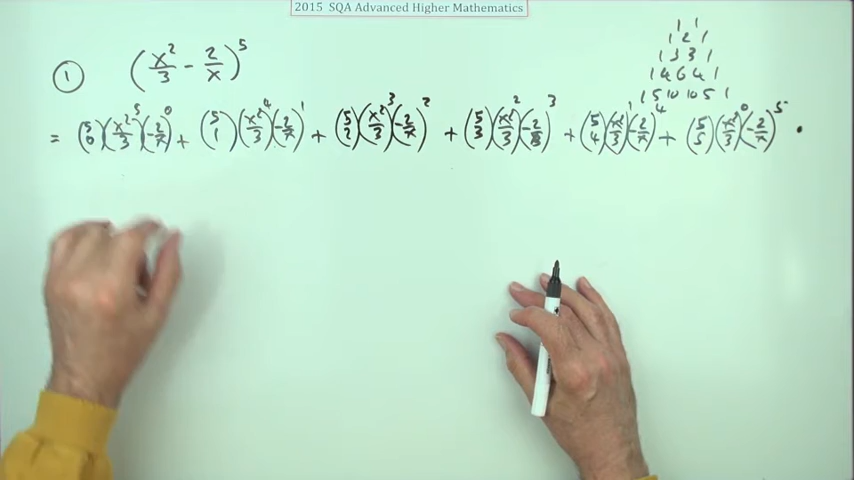 2015 SQA Advanced Higher Mathematics
1 1
1 2 1
1 3 3 1
1 4 6 4 1
1 5 10 10 5 1
① (x²/3 − 2/x)⁵
= (5 0)(x²/3)⁵(−2/x)⁰ + (5 1)(x²/3)⁴(−2/x)¹ + (5 2)(x²/3)³(−2/x)² + (5 3)(x²/3)²(−2/x)³ + (5 4)(x²/3)¹(−2/x)⁴ + (5 5)(x²/3)⁰(−2/x)⁵